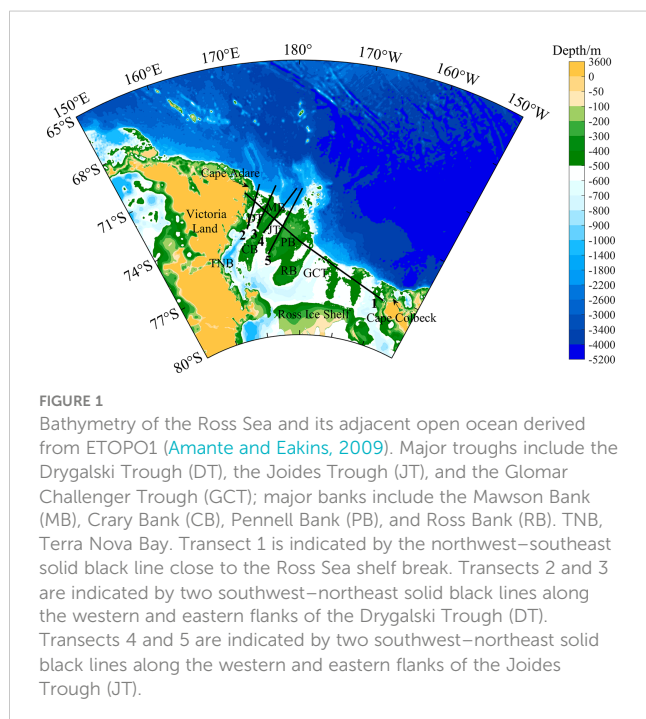 150°E
160°E
170°E
180°
170°W
160°W
150°W
65°S
68°S
71°S
74°S
77°S
80°S
Cape Adare
Victoria
Land
TNB
DT
MB
JT
PB
CB
RB
GCT
2
3
4
5
1
Ross Ice Shelf
Cape Colbeck
Depth/m
3600
0
-50
-100
-200
-300
-400
-500
-600
-700
-800
-900
-1000
-1400
-1800
-2200
-2600
-3000
-3400
-4000
-5200
FIGURE 1
Bathymetry of the Ross Sea and its adjacent open ocean derived
from ETOPO1 (Amante and Eakins, 2009). Major troughs include the
Drygalski Trough (DT), the Joides Trough (JT), and the Glomar
Challenger Trough (GCT); major banks include the Mawson Bank
(MB), Crary Bank (CB), Pennell Bank (PB), and Ross Bank (RB). TNB,
Terra Nova Bay. Transect 1 is indicated by the northwest–southeast
solid black line close to the Ross Sea shelf break. Transects 2 and 3
are indicated by two southwest–northeast solid black lines along
the western and eastern flanks of the Drygalski Trough (DT).
Transects 4 and 5 are indicated by two southwest–northeast solid
black lines along the western and eastern flanks of the Joides
Trough (JT).